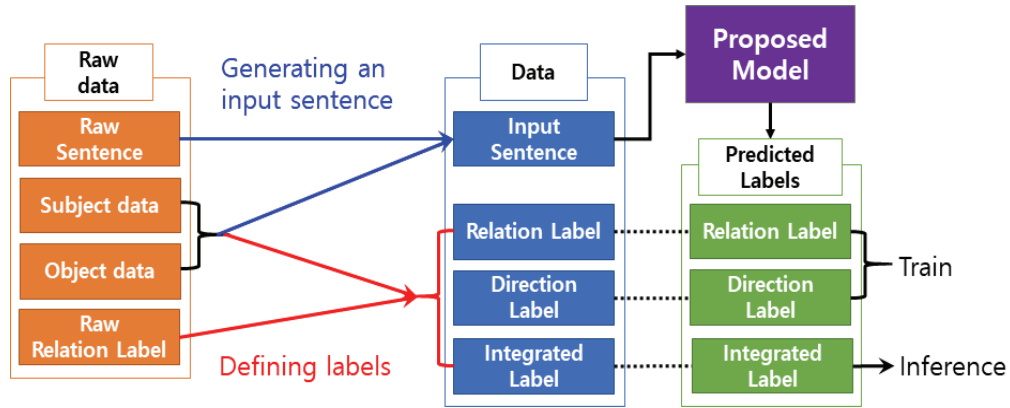 Raw
data
Raw
Sentence
Subject data
Object data
Raw
Relation Label
Generating an
input sentence
Defining labels
Data
Input
Sentence
Relation Label
Direction
Label
Integrated
Label
Proposed
Model
Predicted
Labels
Relation Label
Direction
Label
Integrated
Label
Train
Inference